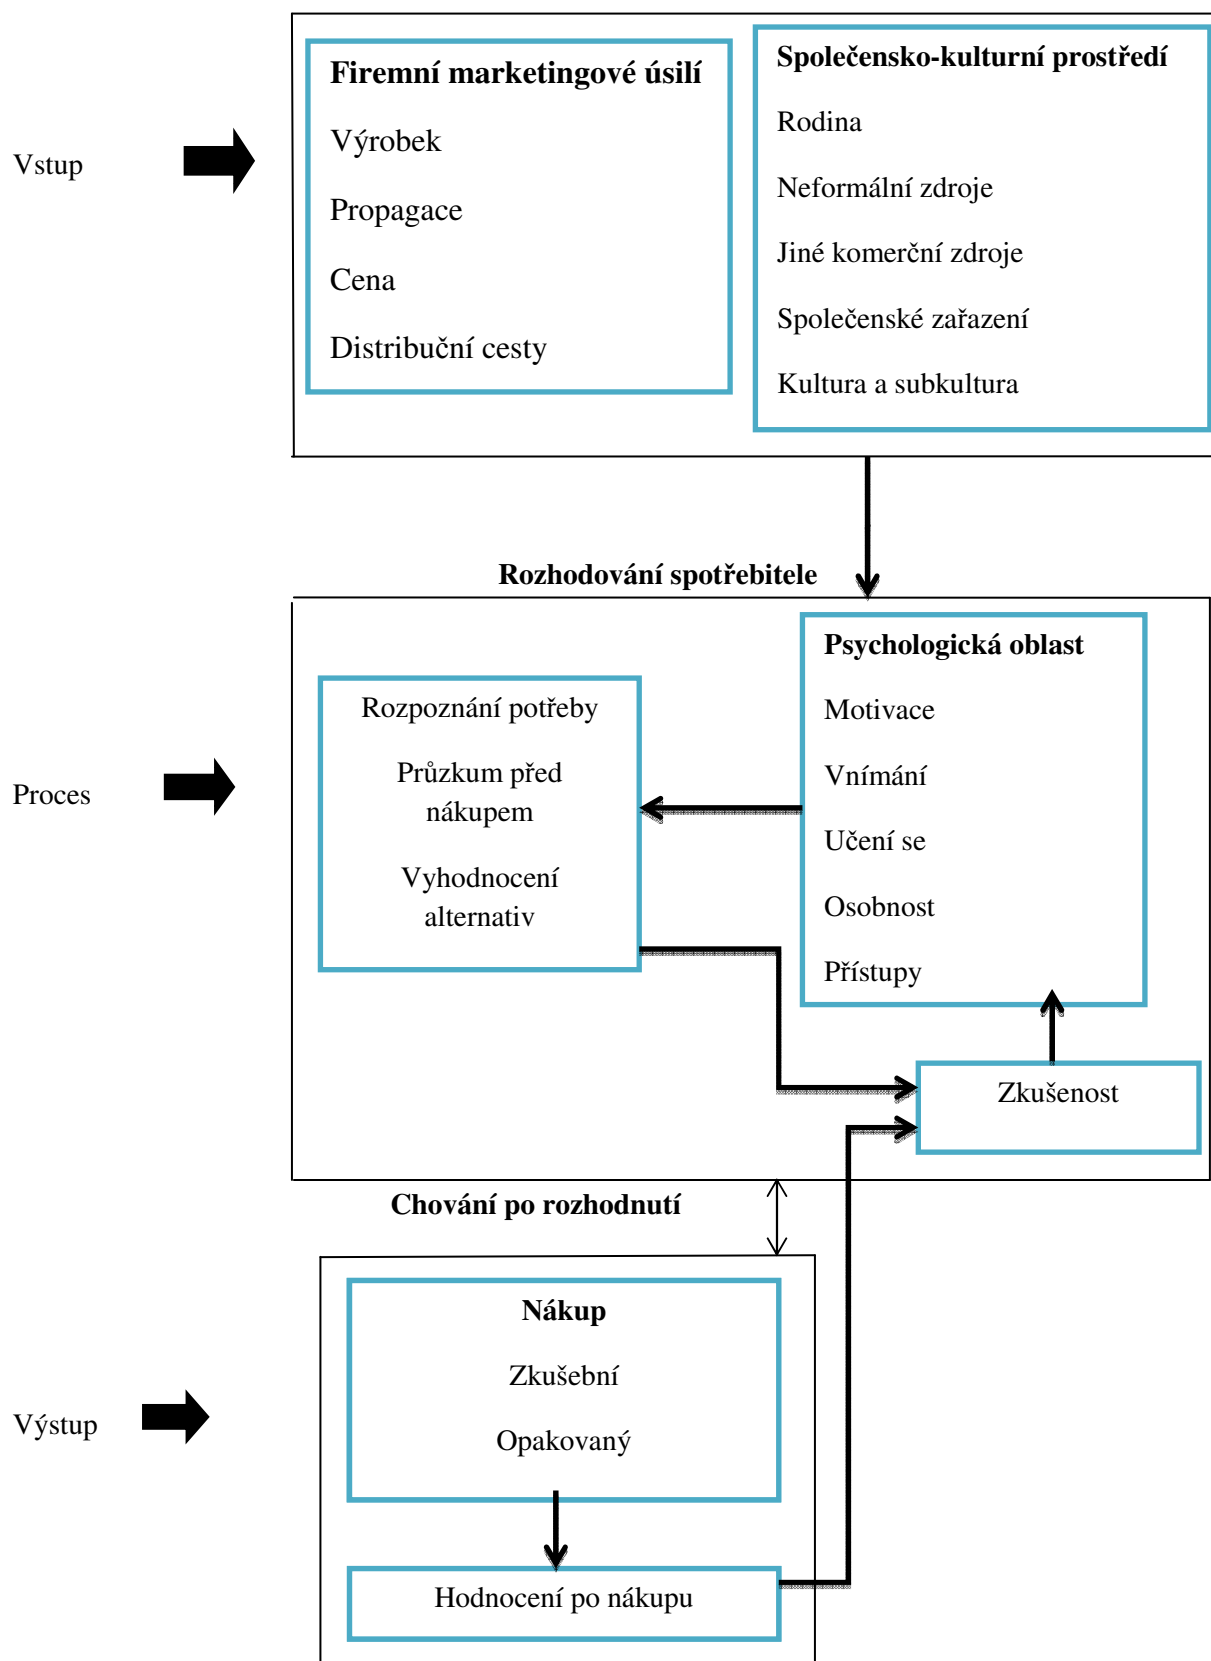 Vstup
Firemní marketingové úsilí
Výrobek
Propagace
Cena
Distribuční cesty
Společensko-kulturní prostředí
Rodina
Neformální zdroje
Jiné komerční zdroje
Společenské zařazení
Kultura a subkultura
Rozhodování spotřebitele
Proces
Rozpoznání potřeby
Průzkum před
nákupem
Vyhodnocení
alternativ
Psychologická oblast
Motivace
Vnímání
Učení se
Osobnost
Přístupy
Zkušenost
Chování po rozhodnutí
Výstup
Nákup
Zkušební
Opakovaný
Hodnocení po nákupu